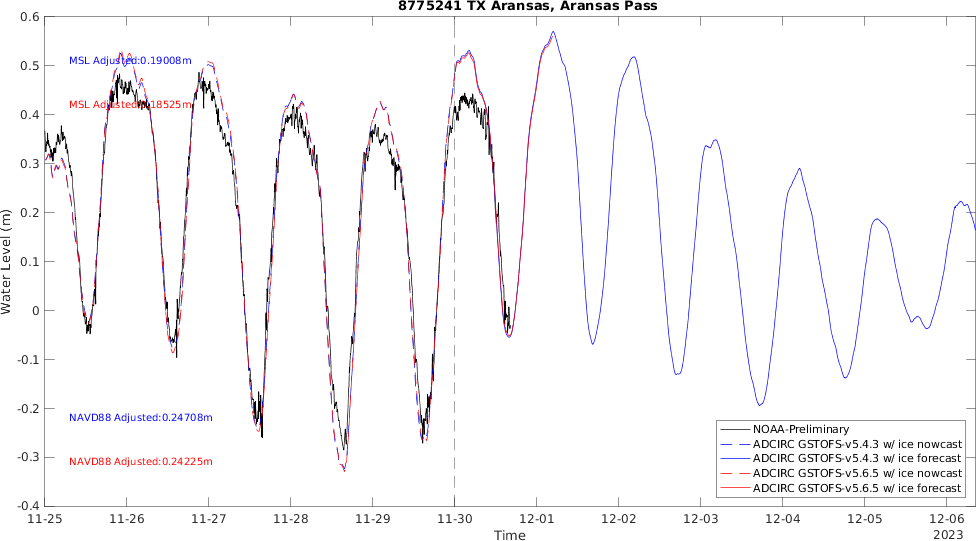 8775241 TX Aransas, Aransas Pass
0.6
0.5
0.4
0.3
0.2
0.1
0
-0.1
-0.2
-0.3
-0.4
Water Level (m)
MSL Adjusted:0.19008m
MSL Adjusted:0.18525m
NAVD88 Adjusted:0.24708m
NAVD88 Adjusted:0.24225m
NOAA-Preliminary
ADCIRC GSTOFS-v5.4.3 w/ ice nowcast
ADCIRC GSTOFS-v5.4.3 w/ ice forecast
ADCIRC GSTOFS-v5.6.5 w/ ice nowcast
ADCIRC GSTOFS-v5.6.5 w/ ice forecast
11-25 11-26 11-27 11-28 11-29 11-30 12-01 12-02 12-03 12-04 12-05 12-06
Time 2023